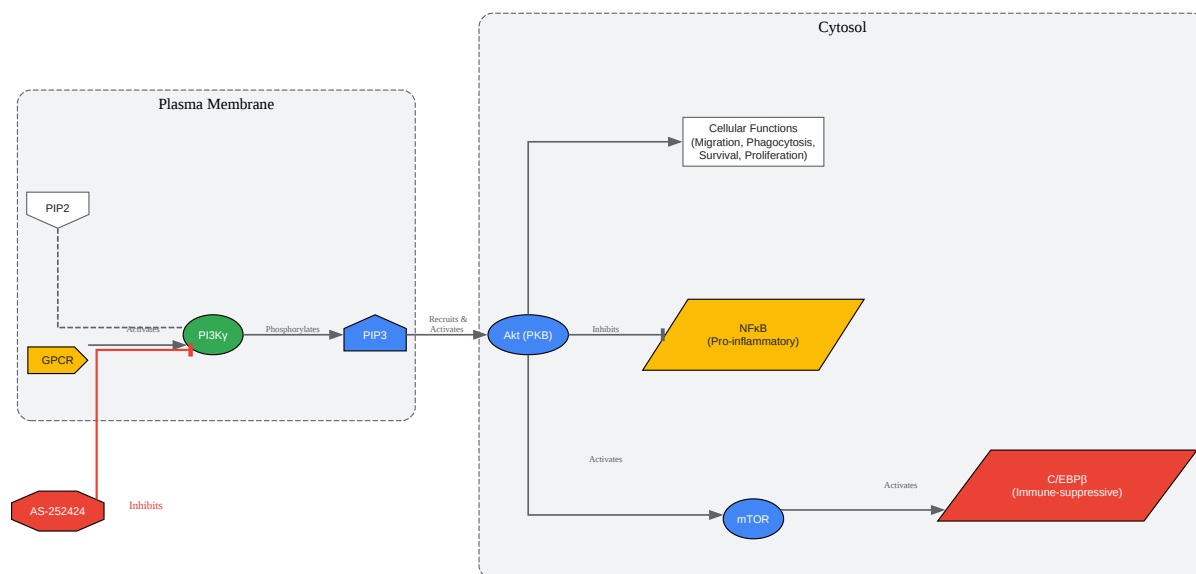 Cytosol
Plasma Membrane
Cellular Functions
(Migration, Phagocytosis,
Survival, Proliferation)
PIP2
Activates
PI3Kγ
Phosphorylates
PIP3
Recruits &
Activates
Akt (PKB)
Inhibits
NFκB
(Pro-inflammatory)
GPCR
Activates
Activates
C/EBPβ
(Immune-suppressive)
AS-252424
Inhibits
mTOR